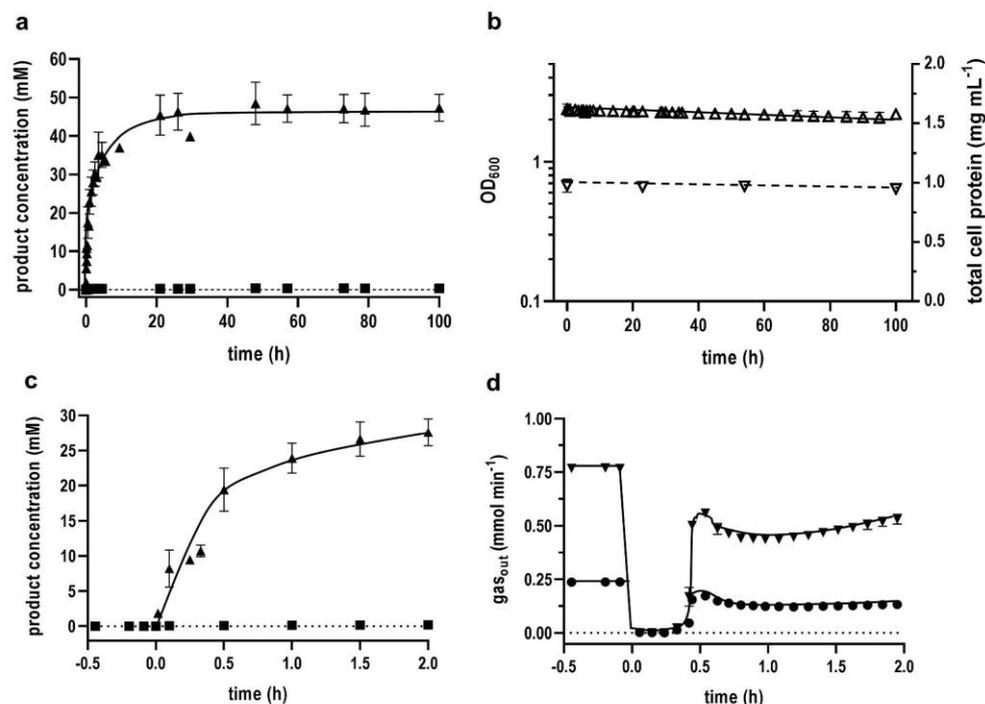 a
product concentration (mM)
60
50
40
30
20
10
0
0 20 40 60 80 100
time (h)
b
OD600
1
0.1
2.0
1.5
1.0
0.5
0.0
total cell protein (mg mL-1)
0 20 40 60 80 100
time (h)
c
product concentration (mM)
30
25
20
15
10
5
0
-0.5 0.0 0.5 1.0 1.5 2.0
time (h)
d
gasout (mmol min-1)
1.00
0.75
0.50
0.25
0.00
-0.5 0.0 0.5 1.0 1.5 2.0
time (h)